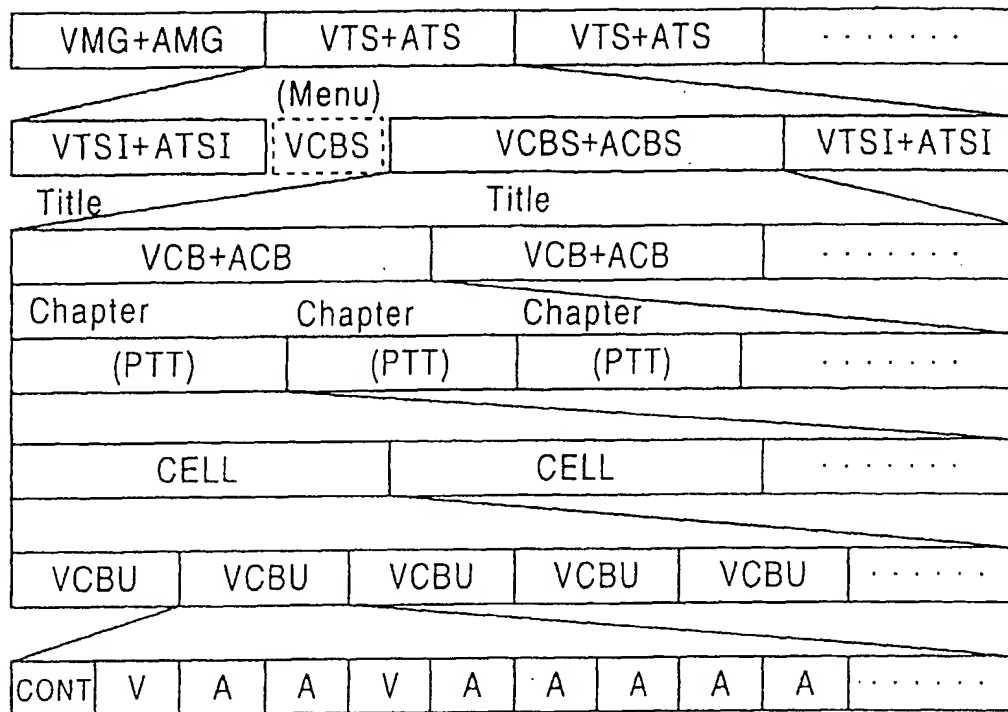 VMG+AMG VTS+ATS VTS+ATS .......
(Menu)
VTSI+ATSI VCBS VCBS+ACBS VTSI+ATSI
Title Title
VCB+ACB VCB+ACB .......
Chapter Chapter Chapter
(PTT) (PTT) (PTT) .......
CELL CELL .......
VCBU VCBU VCBU VCBU VCBU ......
CONT V A A V A A A A A .......